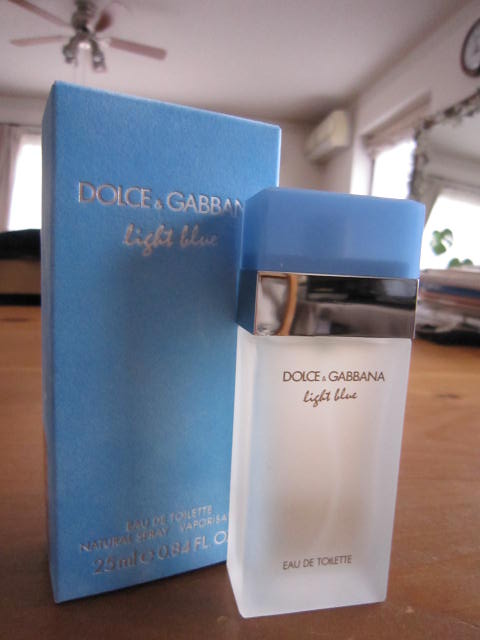 DOLCE & GABBAN
light blue
EAU DE TOILETTE
NATURAL SPRAY VAPORISA
25ml e 0.84 FL O
DOLCE & GABBANA
light blue
EAU DE TOILETTE